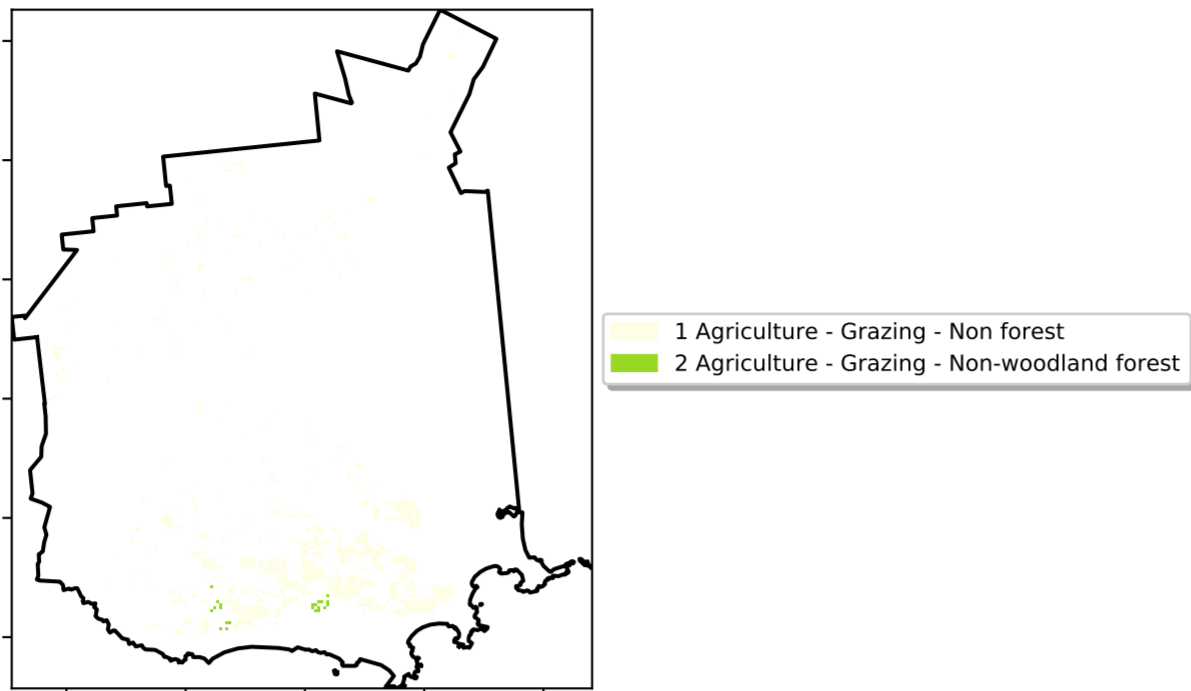 1 Agriculture - Grazing - Non forest
2 Agriculture - Grazing - Non-woodland forest